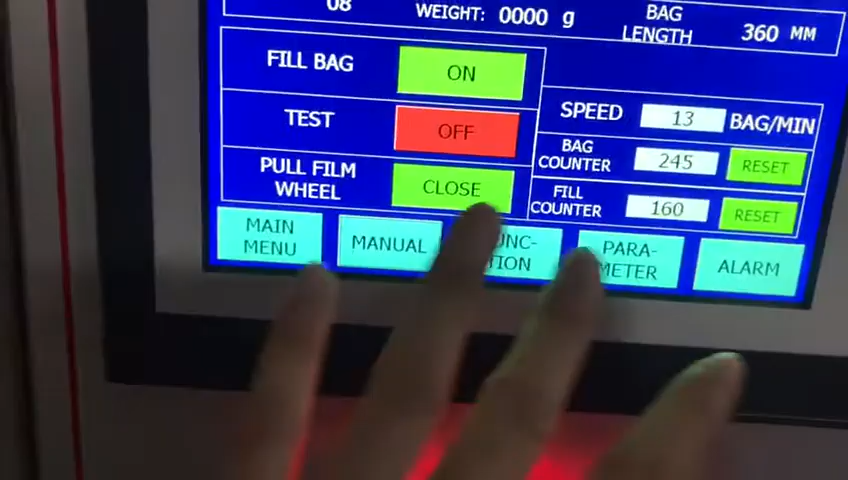 08
WEIGHT: 0000 g
BAG
LENGTH
360 MM
FILL BAG
ON
TEST
OFF
PULL FILM
WHEEL
CLOSE
SPEED
13
BAG/MIN
BAG
COUNTER
245
RESET
FILL
COUNTER
160
RESET
MAIN
MENU
MANUAL
UNC-
TION
PARA-
METER
ALARM